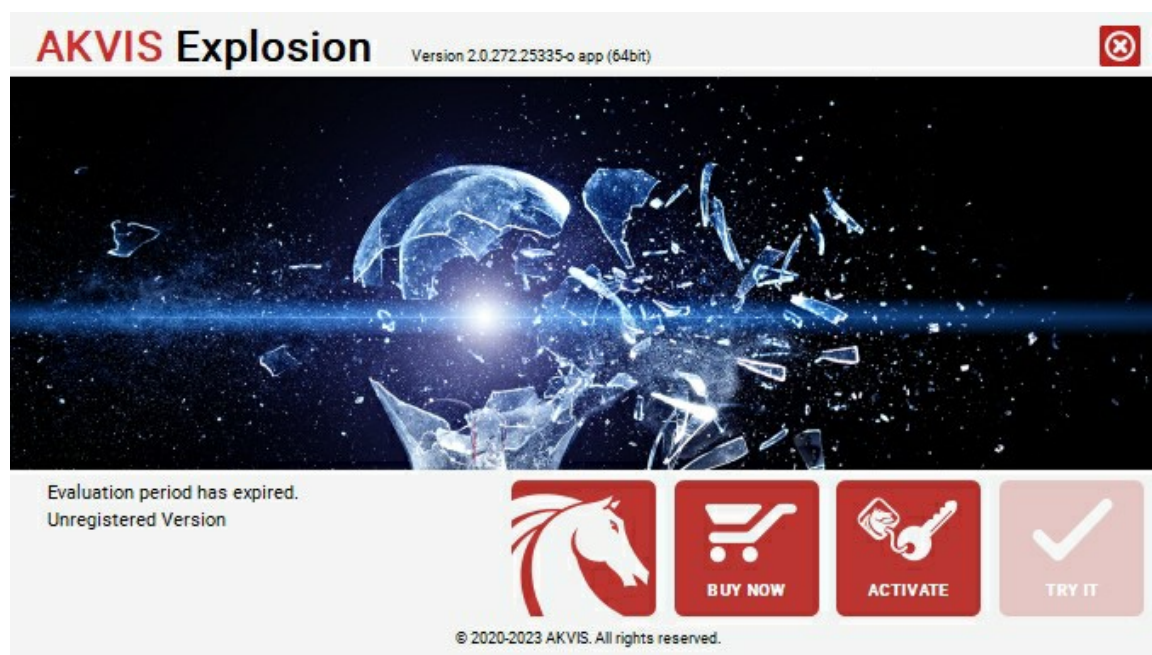 AKVIS Explosion Version 2.0.272.25335-o app (64bit)
Evaluation period has expired.
Unregistered Version
BUY NOW ACTIVATE TRY IT
© 2020-2023 AKVIS. All rights reserved.